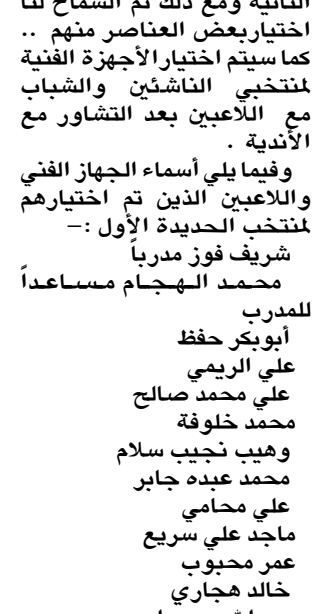 الثانية ومع ذلك تم السماح لنا
اختيار بعض العناصر منهم ..
كما سيتم اختيار الأجهزة الفنية
لمنتخبي الناشئين والشباب
مع اللاعبين بعد التشاور مع
الأندية .
وفيما يلي أسماء الجهاز الفني
واللاعبين الذين تم اختيارهم
لمنتخب الحديدة الأول :–
شريف فوز مدرباً
محمد الهجام مساعداً
للمدرب
أبوبكر حفظ
علي الريمي
علي محمد صالح
محمد خلوفة
وهيب نجيب سلام
محمد عبده جابر
علي محامي
ماجد علي سريع
عمر محبوب
خالد هجاري